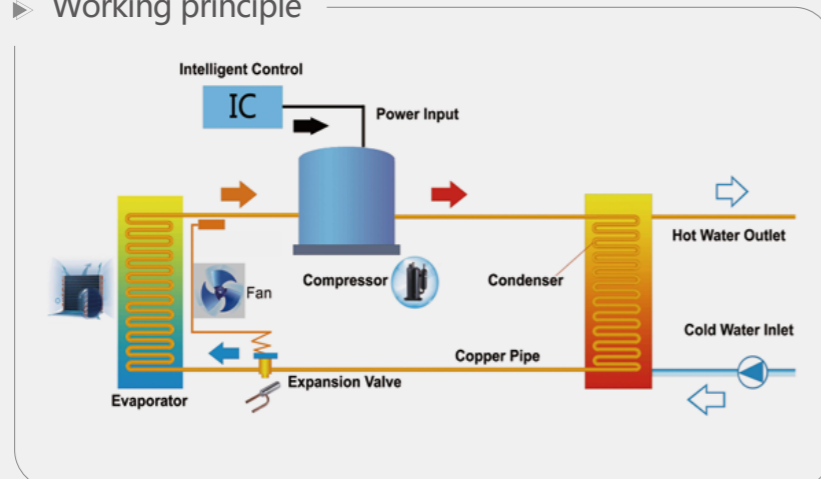 Working principle
Intelligent Control
IC
Power Input
Hot Water Outlet
Compressor
Condenser
Fan
Cold Water Inlet
Copper Pipe
Expansion Valve
Evaporator